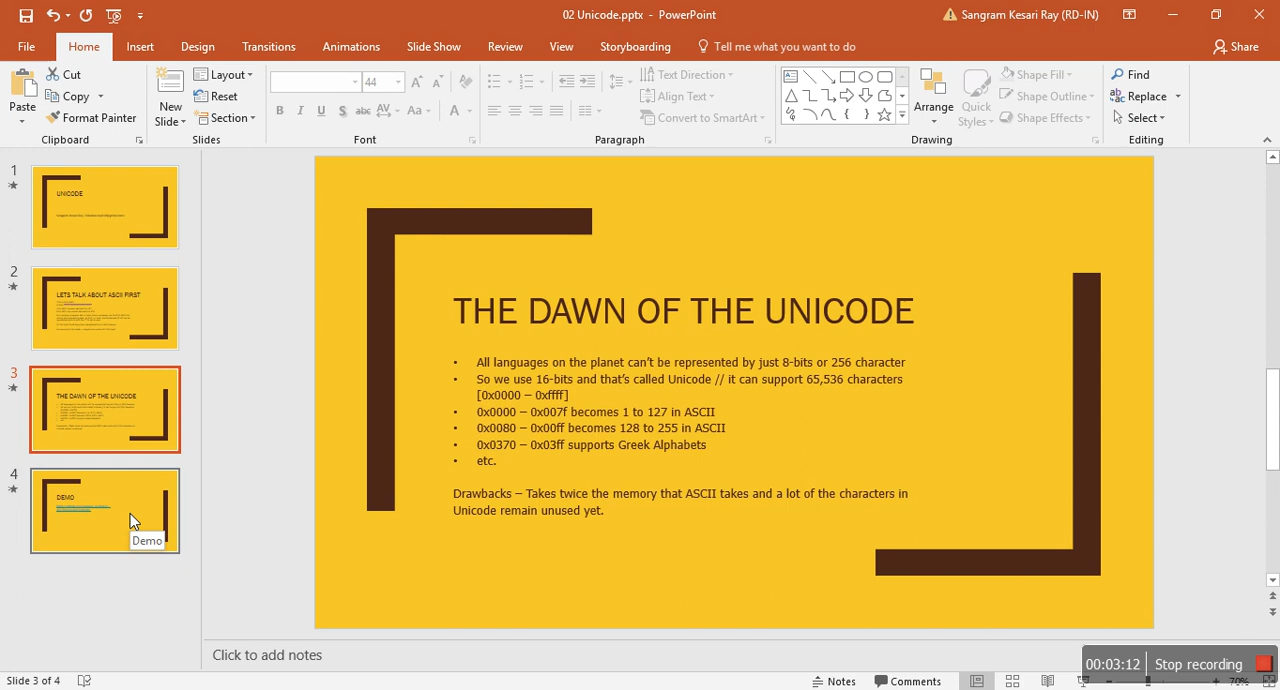 02 Unicode.pptx - PowerPoint
Sangram Kesari Ray (RD-IN)
File Home Insert Design Transitions Animations Slide Show Review View Storyboarding Tell me what you want to do Share
Paste
Cut
Copy
Format Painter
Clipboard
New
Slide
Layout
Reset
Section
Slides
44
B I U S abc AV Aa A
Font
Text Direction
Align Text
Convert to SmartArt
Paragraph
Arrange
Quick
Styles
Shape Fill
Shape Outline
Shape Effects
Drawing
Find
Replace
Select
Editing
1
UNICODE
2
LETS TALK ABOUT ASCII FIRST
3
THE DAWN OF THE UNICODE
4
DEMO
Demo
THE DAWN OF THE UNICODE
• All languages on the planet can't be represented by just 8-bits or 256 character
• So we use 16-bits and that's called Unicode // it can support 65,536 characters
[0x0000 – 0xffff]
• 0x0000 – 0x007f becomes 1 to 127 in ASCII
• 0x0080 – 0x00ff becomes 128 to 255 in ASCII
• 0x0370 – 0x03ff supports Greek Alphabets
• etc.
Drawbacks – Takes twice the memory that ASCII takes and a lot of the characters in
Unicode remain unused yet.
Click to add notes
00:03:12 Stop recording
Slide 3 of 4
Notes Comments 70%